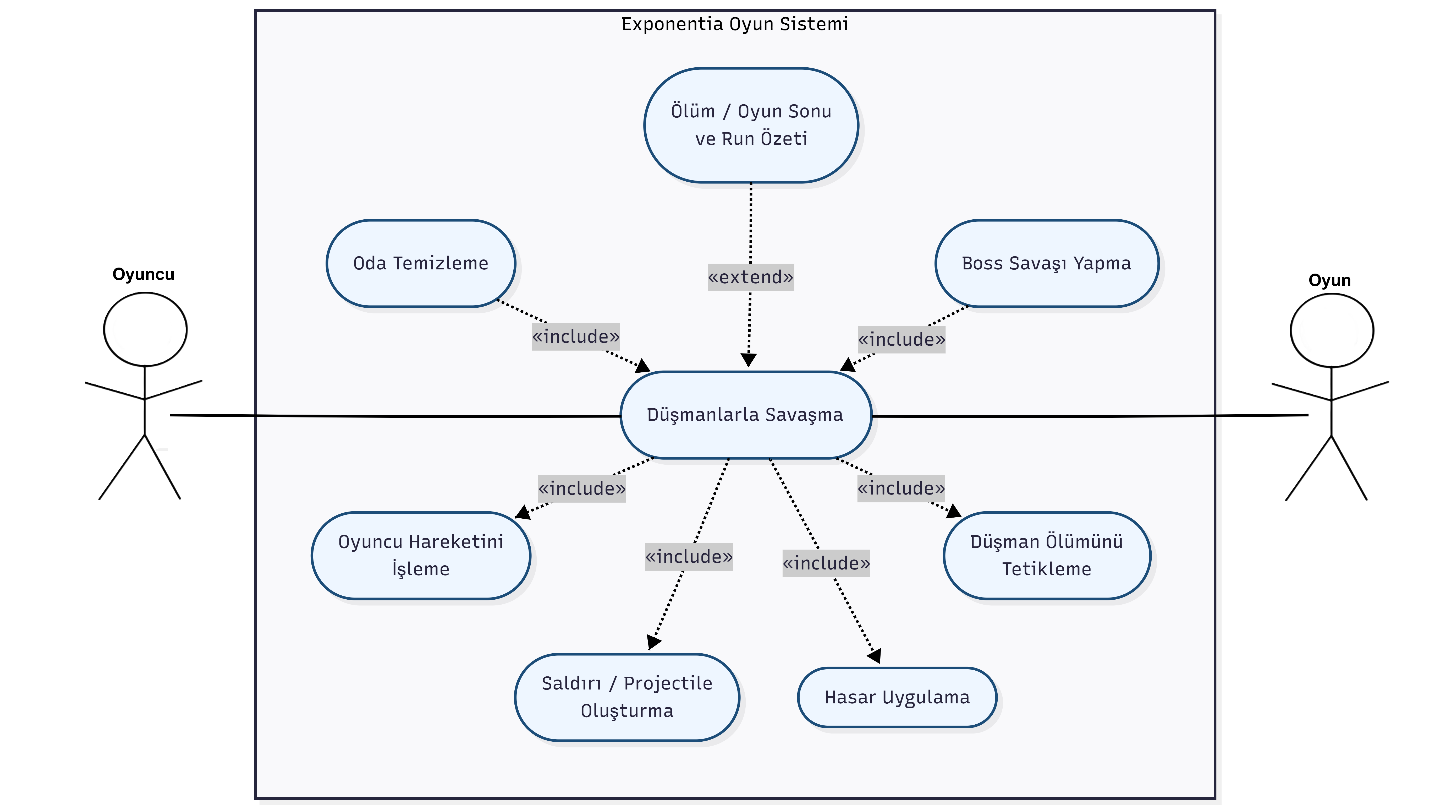 Exponentia Oyun Sistemi
Ölüm / Oyun Sonu
ve Run Özeti
Oda Temizleme
Boss Savaşı Yapma
«extend»
Oyuncu
Oyun
«include»
«include»
Düşmanlarla Savaşma
«include»
«include»
Oyuncu Hareketini
İşleme
«include»
«include»
Düşman Ölümünü
Tetikleme
Saldırı / Projectile
Oluşturma
Hasar Uygulama